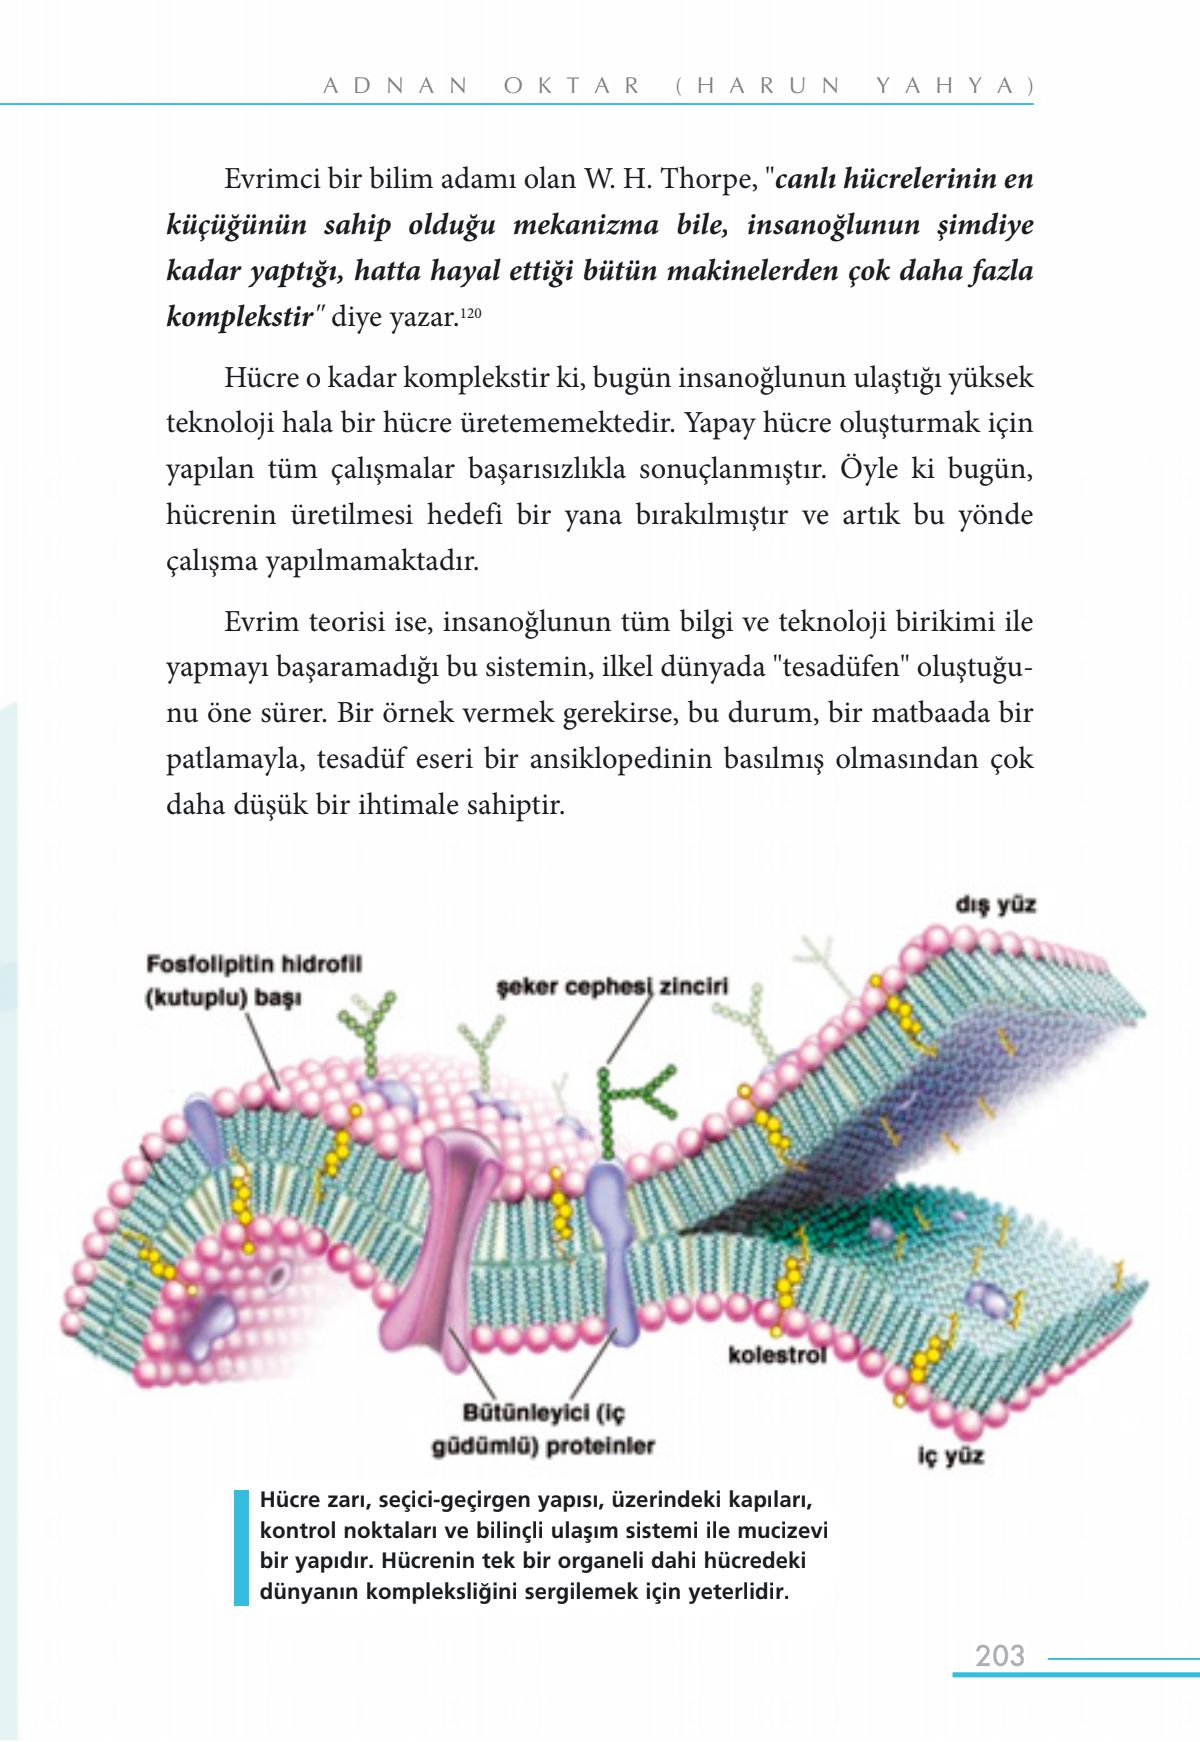 ADNAN OKTAR (HARUN YAHYA)
Evrimci bir bilim adamı olan W. H. Thorpe, "canlı hücrelerinin en
küçüğünün sahip olduğu mekanizma bile, insanoğlunun şimdiye
kadar yaptığı, hatta hayal ettiği bütün makinelerden çok daha fazla
komplekstir" diye yazar.120
Hücre o kadar komplekstir ki, bugün insanoğlunun ulaştığı yüksek
teknoloji hala bir hücre üretememektedir. Yapay hücre oluşturmak için
yapılan tüm çalışmalar başarısızlıkla sonuçlanmıştır. Öyle ki bugün,
hücrenin üretilmesi hedefi bir yana bırakılmıştır ve artık bu yönde
çalışma yapılmamaktadır.
Evrim teorisi ise, insanoğlunun tüm bilgi ve teknoloji birikimi ile
yapmayı başaramadığı bu sistemin, ilkel dünyada "tesadüfen" oluştuğu-
nu öne sürer. Bir örnek vermek gerekirse, bu durum, bir matbaada bir
patlamayla, tesadüf eseri bir ansiklopedinin basılmış olmasından çok
daha düşük bir ihtimale sahiptir.
dış yüz
Fosfolipitin hidrofil
(kutuplu) başı
şeker cephesi zinciri
kolestrol
Bütünleyici (iç
güdümlü) proteinler
iç yüz
Hücre zarı, seçici-geçirgen yapısı, üzerindeki kapıları,
kontrol noktaları ve bilinçli ulaşım sistemi ile mucizevi
bir yapıdır. Hücrenin tek bir organeli dahi hücredeki
dünyanın kompleksliğini sergilemek için yeterlidir.
203